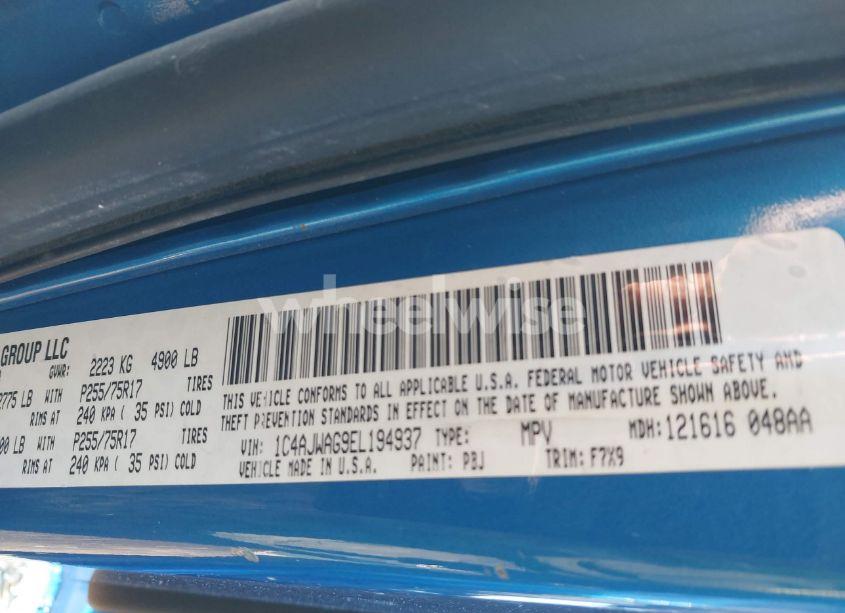 GROUP LLC
GVWR: 2223 KG 4900 LB
2775 LB WITH P255/75R17 TIRES
RIMS AT 240 KPA ( 35 PSI) COLD
00 LB WITH P255/75R17 TIRES
RIMS AT 240 KPA ( 35 PSI) COLD
THIS VEHICLE CONFORMS TO ALL APPLICABLE U.S.A. FEDERAL MOTOR VEHICLE SAFETY AND
THEFT PREVENTION STANDARDS IN EFFECT ON THE DATE OF MANUFACTURE SHOWN ABOVE.
VIN: 1C4AJWAG9EL194937 TYPE: MPV MDH: 121616 048AA
VEHICLE MADE IN U.S.A. PAINT: PBJ TRIM: F7X9
wheelwise